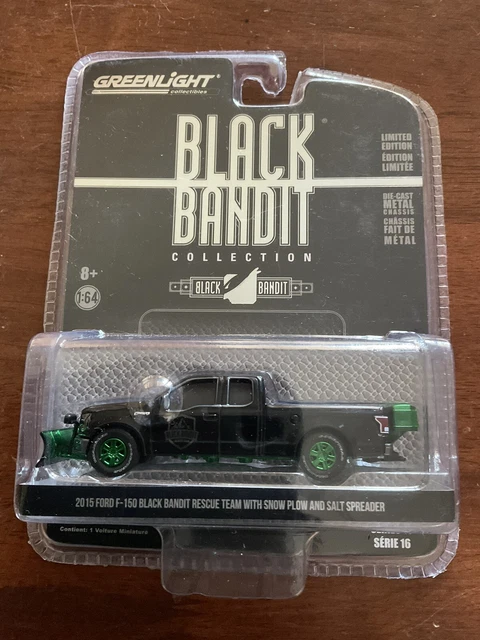 GREENLiGHT
collectibles
BLACK
BANDIT
COLLECTION
BLACK BANDIT
LIMITED
EDITION
ÉDITION
LIMITÉE
DIE-CAST
METAL
CHASSIS
CHÂSSIS
FAIT DE
MÉTAL
8+
1:64
2015 FORD F-150 BLACK BANDIT RESCUE TEAM WITH SNOW PLOW AND SALT SPREADER
Contient: 1 Voiture Miniature
SÉRIE 16